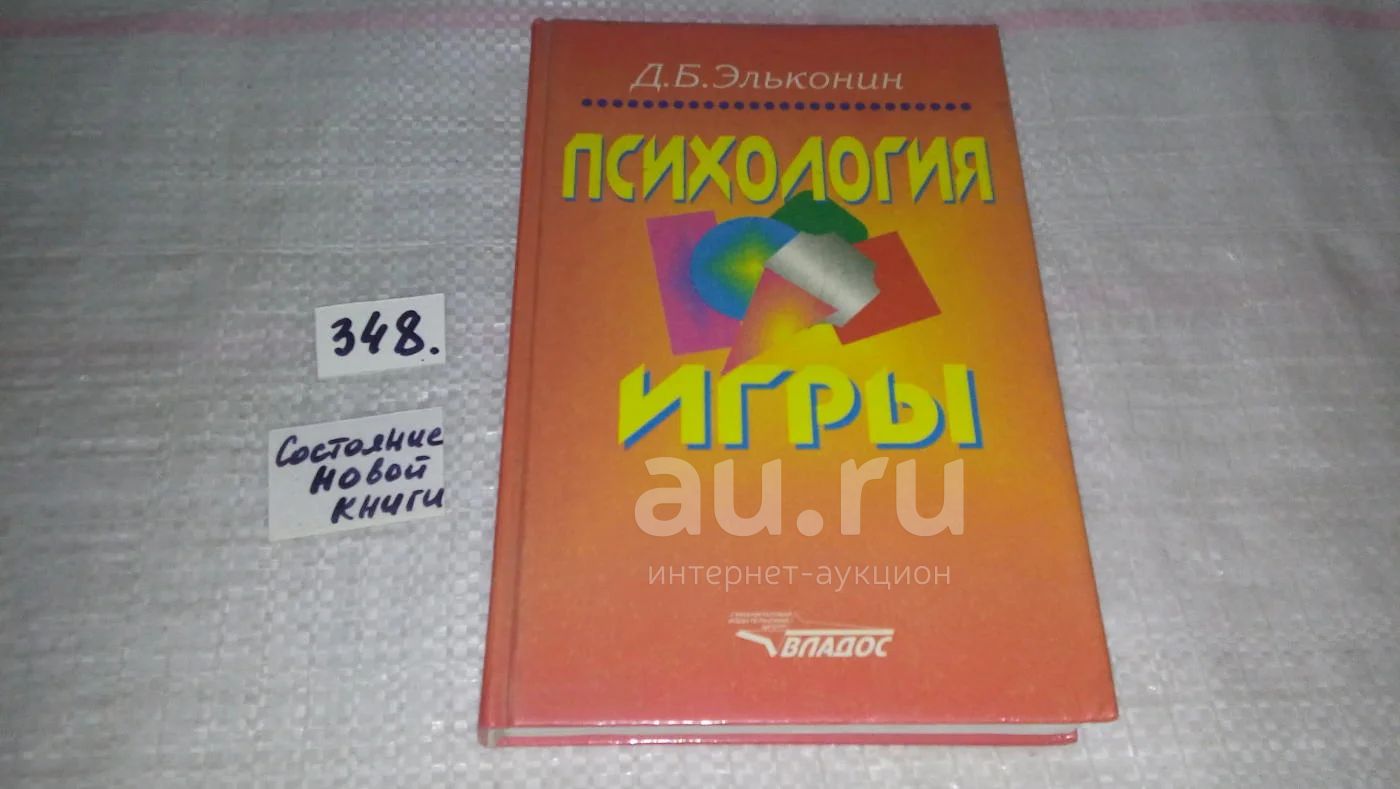 Д.Б.Эльконин
ПСИХОЛОГИЯ
ИГРЫ
348.
Состояние
новой
книги
au.ru
интернет-аукцион
ВЛАДОС